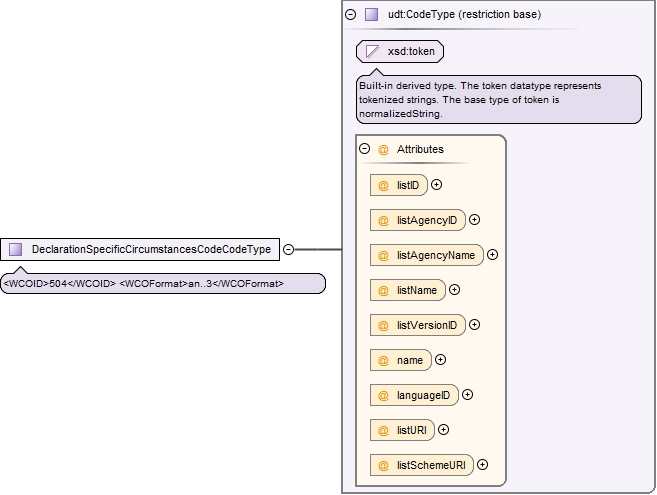 udt:CodeType (restriction base)
xsd:token
Built-in derived type. The token datatype represents
tokenized strings. The base type of token is
normalizedString.
@ Attributes
@ listID
@ listAgencyID
@ listAgencyName
@ listName
@ listVersionID
@ name
@ languageID
@ listURI
@ listSchemeURI
DeclarationSpecificCircumstancesCodeCodeType
<WCOID>504</WCOID> <WCOFormat>an..3</WCOFormat>